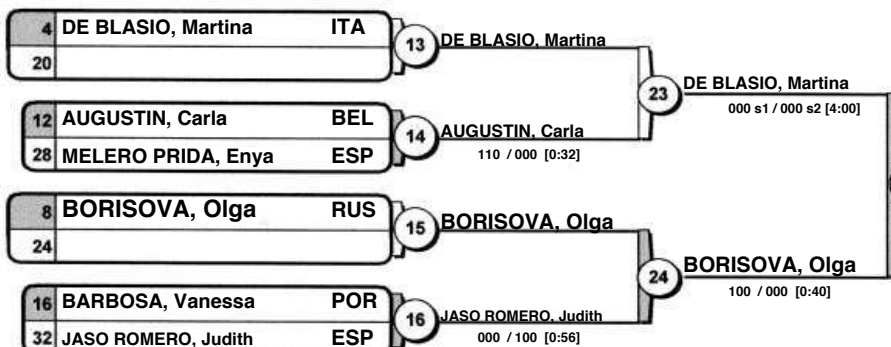 4 DE BLASIO, Martina ITA
20
13
DE BLASIO, Martina
12 AUGUSTIN, Carla BEL
28 MELERO PRIDA, Enya ESP
14
AUGUSTIN, Carla
110 / 000 [0:32]
23
DE BLASIO, Martina
000 s1 / 000 s2 [4:00]
8 BORISOVA, Olga RUS
24
15
BORISOVA, Olga
16 BARBOSA, Vanessa POR
32 JASO ROMERO, Judith ESP
16
JASO ROMERO, Judith
000 / 100 [0:56]
24
BORISOVA, Olga
100 / 000 [0:40]